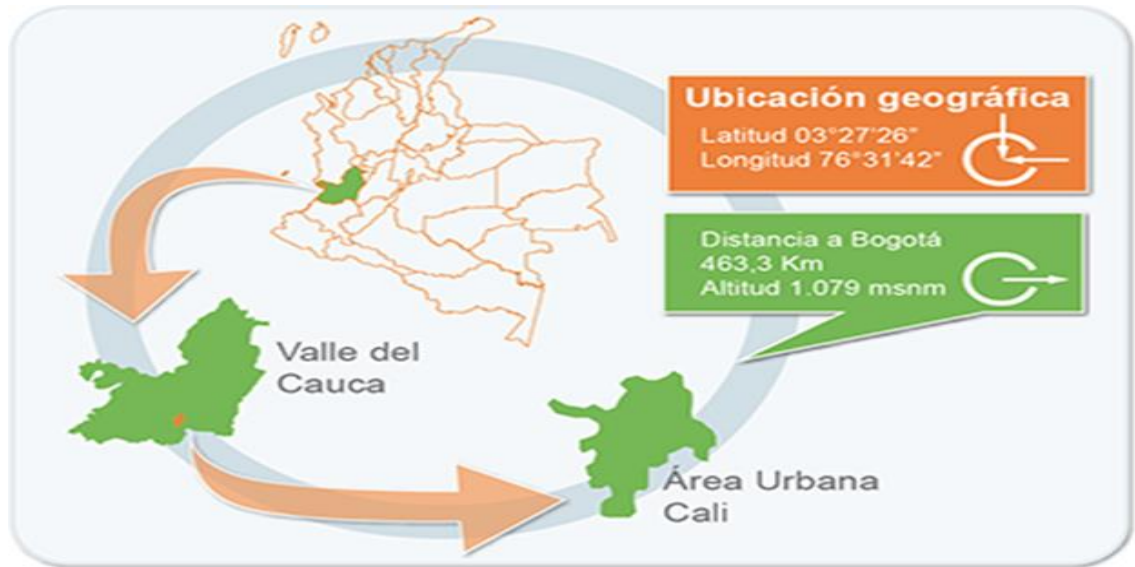 Ubicación geográfica
Latitud 03°27'26"
Longitud 76°31'42"
Distancia a Bogotá
463,3 Km
Altitud 1.079 msnm
Valle del
Cauca
Área Urbana
Cali